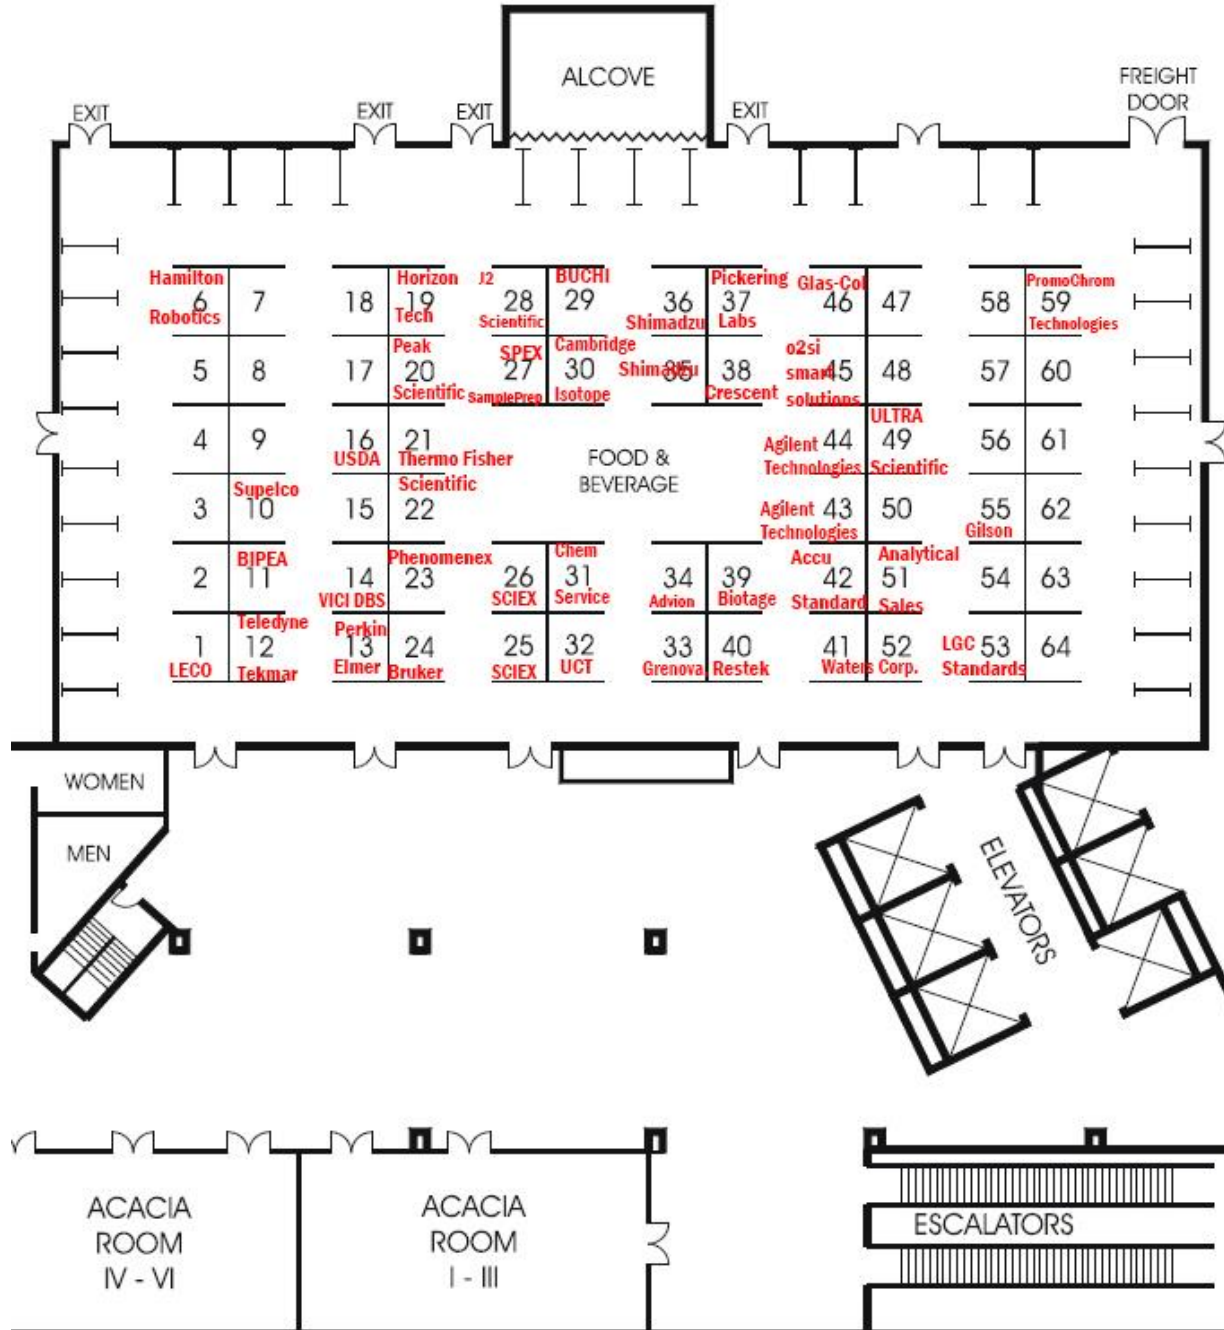 ALCOVE
FREIGHT
DOOR
EXIT
EXIT
EXIT
EXIT
Hamilton
6
Robotics
7
18
Horizon
19
Tech
J2
28
Scientific
BUCHI
29
36
Shimadzu
Pickering
37
Labs
Glas-Col
46
47
58
PromoChrom
59
Technologies
5
8
17
Peak
20
Scientific
SPEX
27
SamplePrep
Cambridge
30
Isotope
Shimadzu
35
38
Crescent
o2si
smart
45
solutions
48
57
60
4
9
16
USDA
21
Thermo Fisher
Scientific
FOOD &
BEVERAGE
Agilent
44
Technologies
ULTRA
49
Scientific
56
61
3
Supelco
10
15
22
Agilent
43
Technologies
50
55
Gilson
62
2
BIPEA
11
14
VICI DBS
Phenomenex
23
26
SCIEX
Chem
31
Service
34
Advion
39
Biotage
Accu
42
Standard
Analytical
51
Sales
54
63
1
LECO
Teledyne
12
Tekmar
Perkin
13
Elmer
24
Bruker
25
SCIEX
32
UCT
33
Grenova
40
Restek
41
52
Waters Corp.
LGC
53
Standards
64
WOMEN
MEN
ELEVATORS
ACACIA
ROOM
IV - VI
ACACIA
ROOM
I - III
ESCALATORS